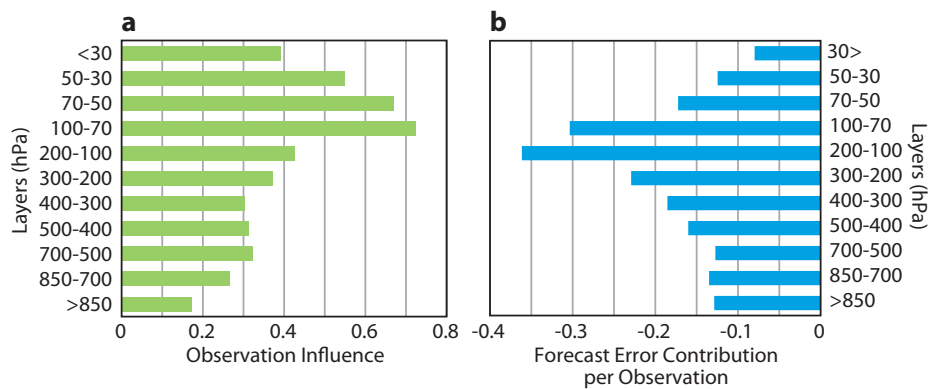 a
Layers (hPa)
<30
50-30
70-50
100-70
200-100
300-200
400-300
500-400
700-500
850-700
>850
0 0.2 0.4 0.6 0.8
Observation Influence
b
30>
50-30
70-50
100-70
200-100
300-200
400-300
500-400
700-500
850-700
>850
Layers (hPa)
-0.4 -0.3 -0.2 -0.1 0
Forecast Error Contribution
per Observation